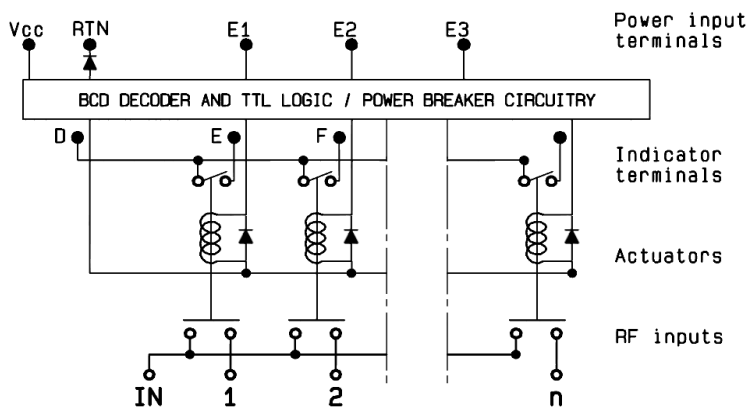 Vcc RTN E1 E2 E3 Power input
terminals
BCD DECODER AND TTL LOGIC / POWER BREAKER CIRCUITRY
D E F
Indicator
terminals
Actuators
RF inputs
IN 1 2 n